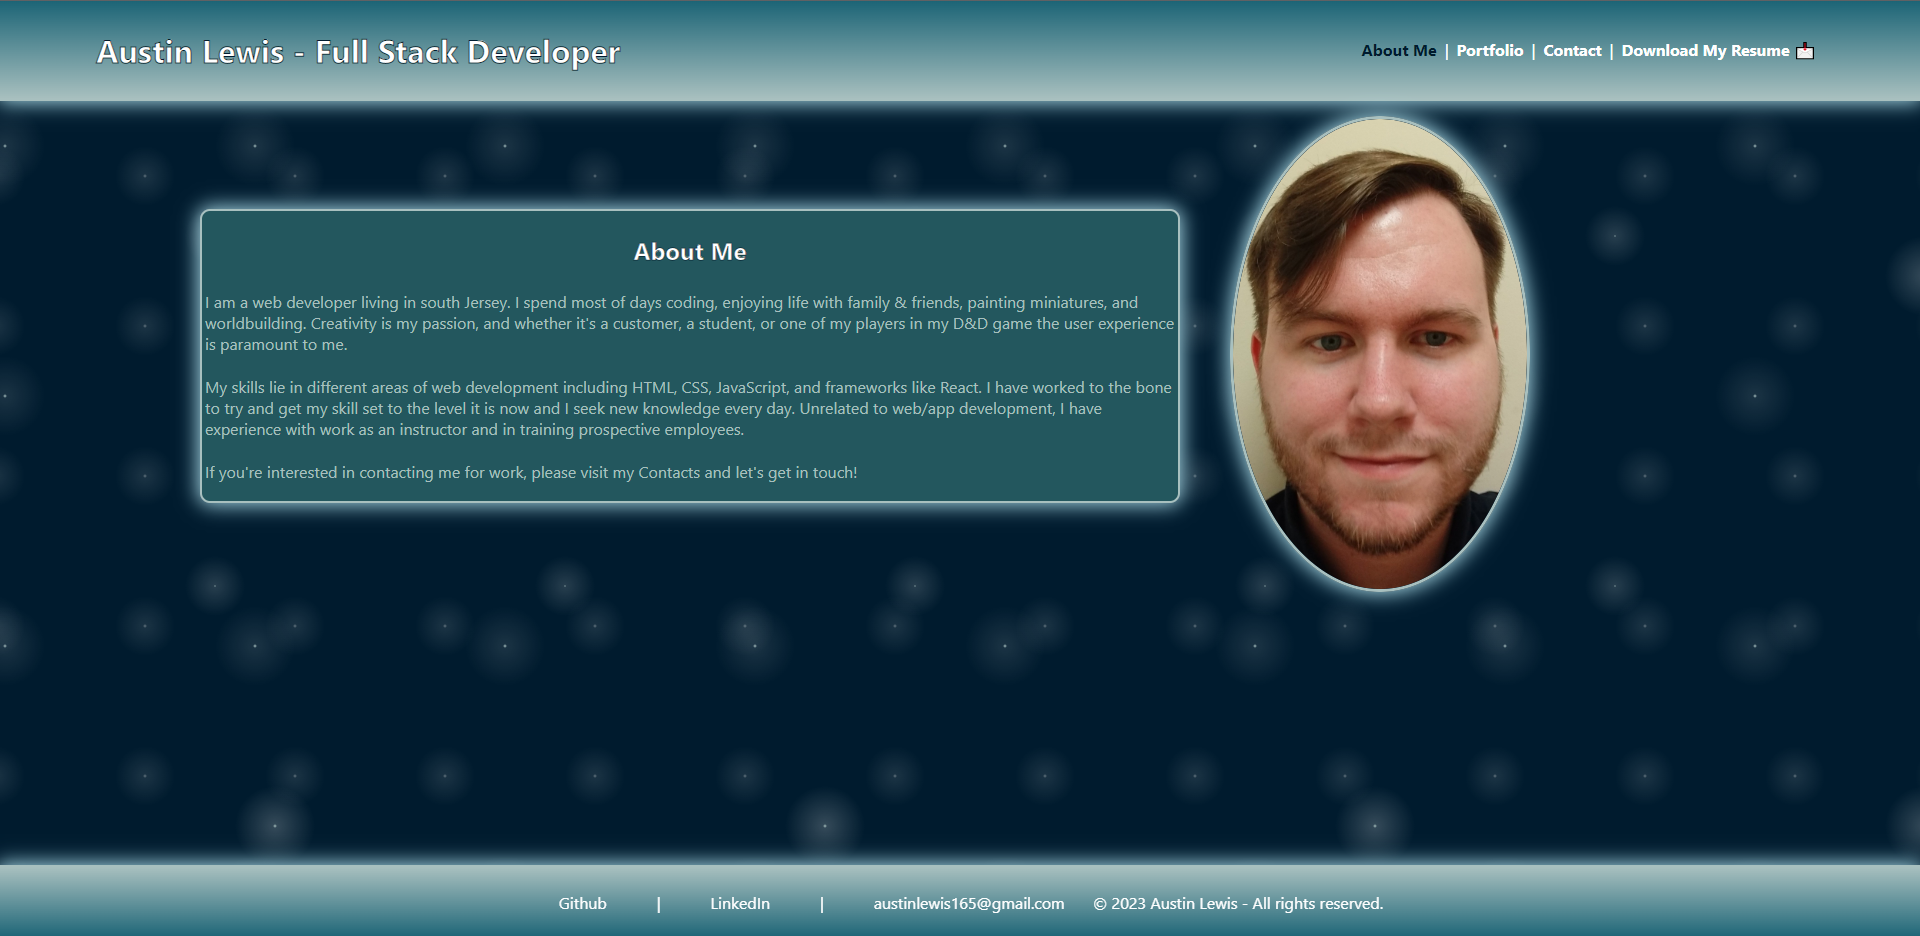 Austin Lewis - Full Stack Developer
About Me | Portfolio | Contact | Download My Resume
About Me
I am a web developer living in south Jersey. I spend most of days coding, enjoying life with family & friends, painting miniatures, and
worldbuilding. Creativity is my passion, and whether it's a customer, a student, or one of my players in my D&D game the user experience
is paramount to me.
My skills lie in different areas of web development including HTML, CSS, JavaScript, and frameworks like React. I have worked to the bone
to try and get my skill set to the level it is now and I seek new knowledge every day. Unrelated to web/app development, I have
experience with work as an instructor and in training prospective employees.
If you're interested in contacting me for work, please visit my Contacts and let's get in touch!
Github | LinkedIn | austinlewis165@gmail.com © 2023 Austin Lewis - All rights reserved.